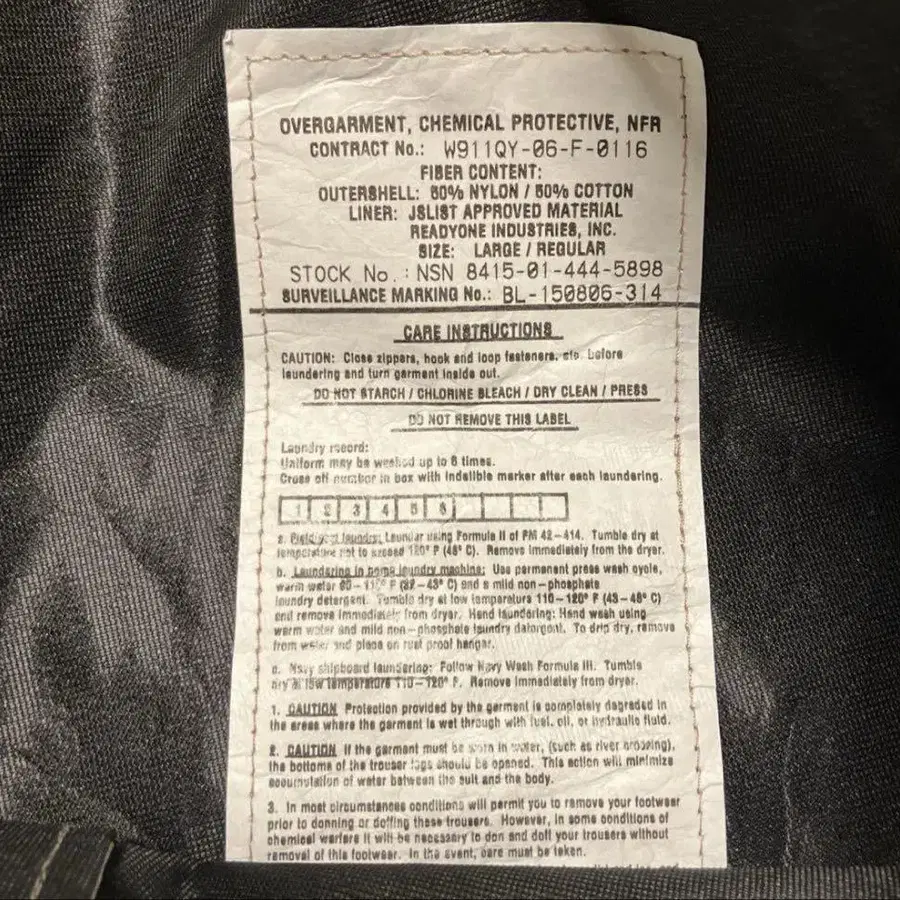 OVERGARMENT, CHEMICAL PROTECTIVE, NFR
CONTRACT No.: W911QY-06-F-0116
FIBER CONTENT:
OUTERSHELL: 50% NYLON / 50% COTTON
LINER: JSLIST APPROVED MATERIAL
READYONE INDUSTRIES, INC.
SIZE: LARGE / REGULAR
STOCK No.: NSN 8415-01-444-5898
SURVEILLANCE MARKING No.: BL-150806-314
CARE INSTRUCTIONS
CAUTION: Close zippers, hook and loop fasteners, etc. before
laundering and turn garment inside out.
DO NOT STARCH / CHLORINE BLEACH / DRY CLEAN / PRESS
DO NOT REMOVE THIS LABEL
Laundry record:
Uniform may be washed up to 6 times.
Cross off number in box with indelible marker after each laundering.
1 2 3 4 5 6
a. Field/post laundry: Launder using Formula II of FM 42-414. Tumble dry at
temperature not to exceed 120° F (48° C). Remove immediately from the dryer.
b. Laundering in home laundry machine: Use permanent press wash cycle,
warm water 90-110° F (32-43° C) and a mild non-phosphate
laundry detergent. Tumble dry at low temperature 110-120° F (43-48° C)
and remove immediately from dryer. Hand laundering: Hand wash using
warm water and mild non-phosphate laundry detergent. To drip dry, remove
from water and place on rust proof hanger.
c. Navy shipboard laundering: Follow Navy Wash Formula III. Tumble
dry at low temperature 110-120° F. Remove immediately from dryer.
1. CAUTION Protection provided by the garment is completely degraded in
the areas where the garment is wet through with fuel, oil, or hydraulic fluid.
2. CAUTION If the garment must be worn in water, (such as river crossing),
the bottoms of the trouser legs should be opened. This action will minimize
accumulation of water between the suit and the body.
3. In most circumstances conditions will permit you to remove your footwear
prior to donning or doffing these trousers. However, in some conditions of
chemical warfare it will be necessary to don and doff your trousers without
removal of this footwear. In the event, care must be taken.